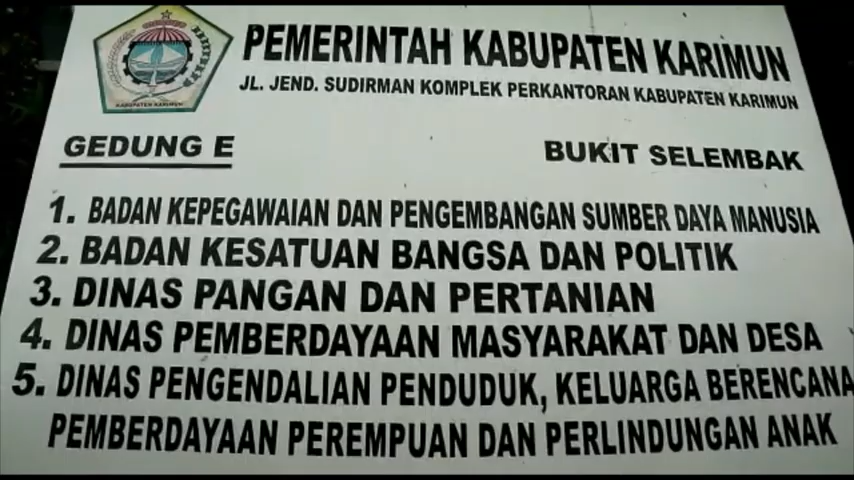 PEMERINTAH KABUPATEN KARIMUN
JL. JEND. SUDIRMAN KOMPLEK PERKANTORAN KABUPATEN KARIMUN
KABUPATEN KARIMUN
GEDUNG E
BUKIT SELEMBAK
1. BADAN KEPEGAWAIAN DAN PENGEMBANGAN SUMBER DAYA MANUSIA
2. BADAN KESATUAN BANGSA DAN POLITIK
3. DINAS PANGAN DAN PERTANIAN
4. DINAS PEMBERDAYAAN MASYARAKAT DAN DESA
5. DINAS PENGENDALIAN PENDUDUK, KELUARGA BERENCANA
PEMBERDAYAAN PEREMPUAN DAN PERLINDUNGAN ANAK